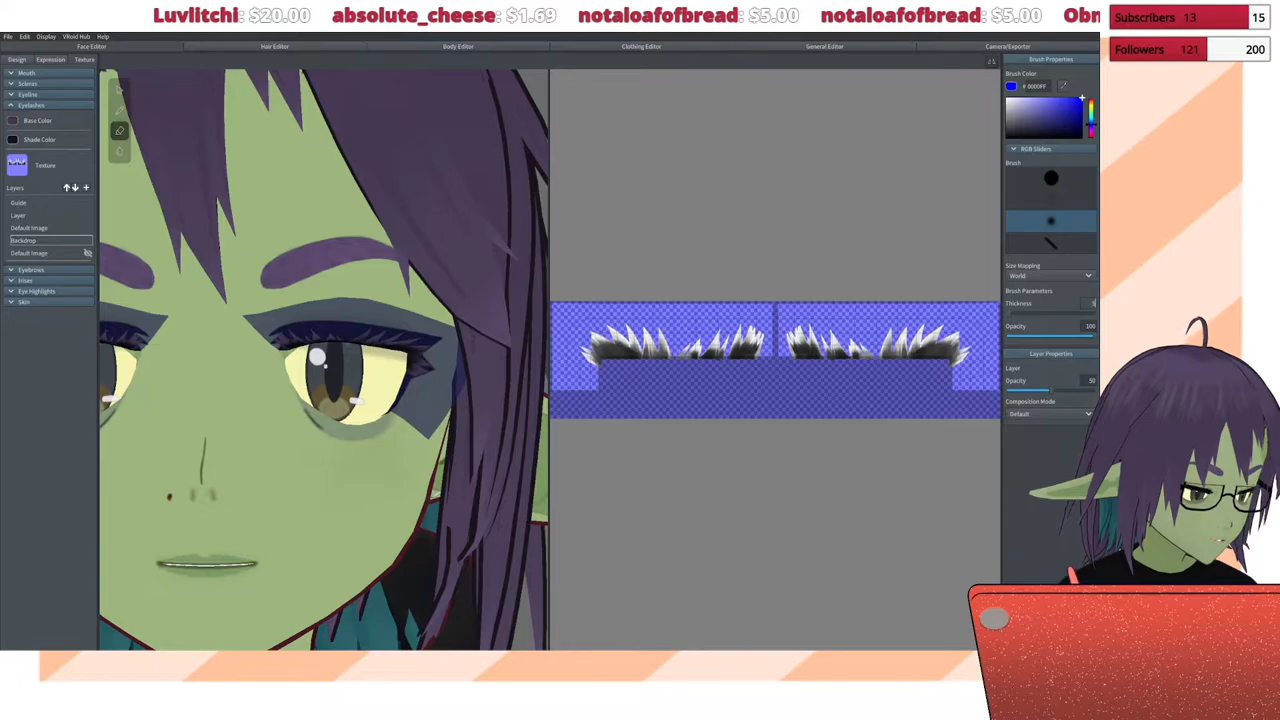 Luvlitchi: $20.00 absolute_cheese: $1.69 notaloafofbread: $5.00 notaloafofbread: $5.00
Subscribers 13 15
Followers 121 200
File Edit Display VRoid Hub Help
Face Editor Hair Editor Body Editor Clothing Editor General Editor Camera/Exporter
Design Expression Texture
Mouth
Scleras
Eyeline
Eyelashes
Base Color
Shade Color
Texture
Layers
Guide
Layer
Default Image
Backdrop
Default Image
Eyebrows
Irises
Eye Highlights
Skin
Brush Properties
Brush Color
# 0000FF
RGB Sliders
Brush
Size Mapping
World
Brush Parameters
Thickness
Opacity 100
Layer Properties
Layer
Opacity 50
Composition Mode
Default